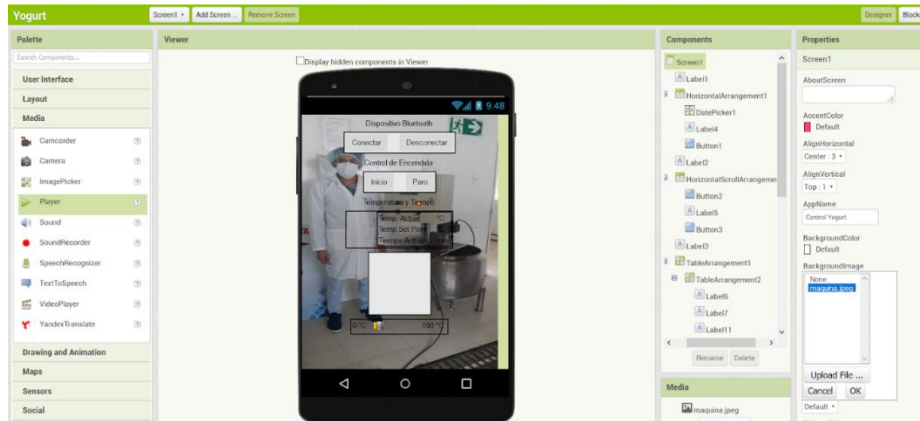 Yogurt
Screen1
Add Screen ...
Remove Screen
Designer
Block
Palette
Search Components...
User Interface
Layout
Media
Camcorder
Camera
ImagePicker
Player
Sound
SoundRecorder
SpeechRecognizer
TextToSpeech
VideoPlayer
YandexTranslate
Drawing and Animation
Maps
Sensors
Social
Viewer
Display hidden components in Viewer
9:48
Dispositivo Bluetooth
Conectar Desconectar
Control de Encendido
Inicio Paro
Temperatura y Tiempo
Temp. Actual °C
Temp.Set Poin
0 °C 100 °C
Components
Screen1
Label1
HorizontalArrangement1
DatePicker1
Label4
Button1
Label2
HorizontalScrollArrangeme
Button2
Label5
Button3
Label3
TableArrangement1
TableArrangement2
Label6
Label7
Label11
Rename Delete
Media
maquina.jpeg
Properties
Screen1
AboutScreen
AccentColor
Default
AlignHorizontal
Center : 3
AlignVertical
Top : 1
AppName
Control Yogurt
BackgroundColor
Default
BackgroundImage
None
maquina.jpeg
Upload File ...
Cancel OK
Default